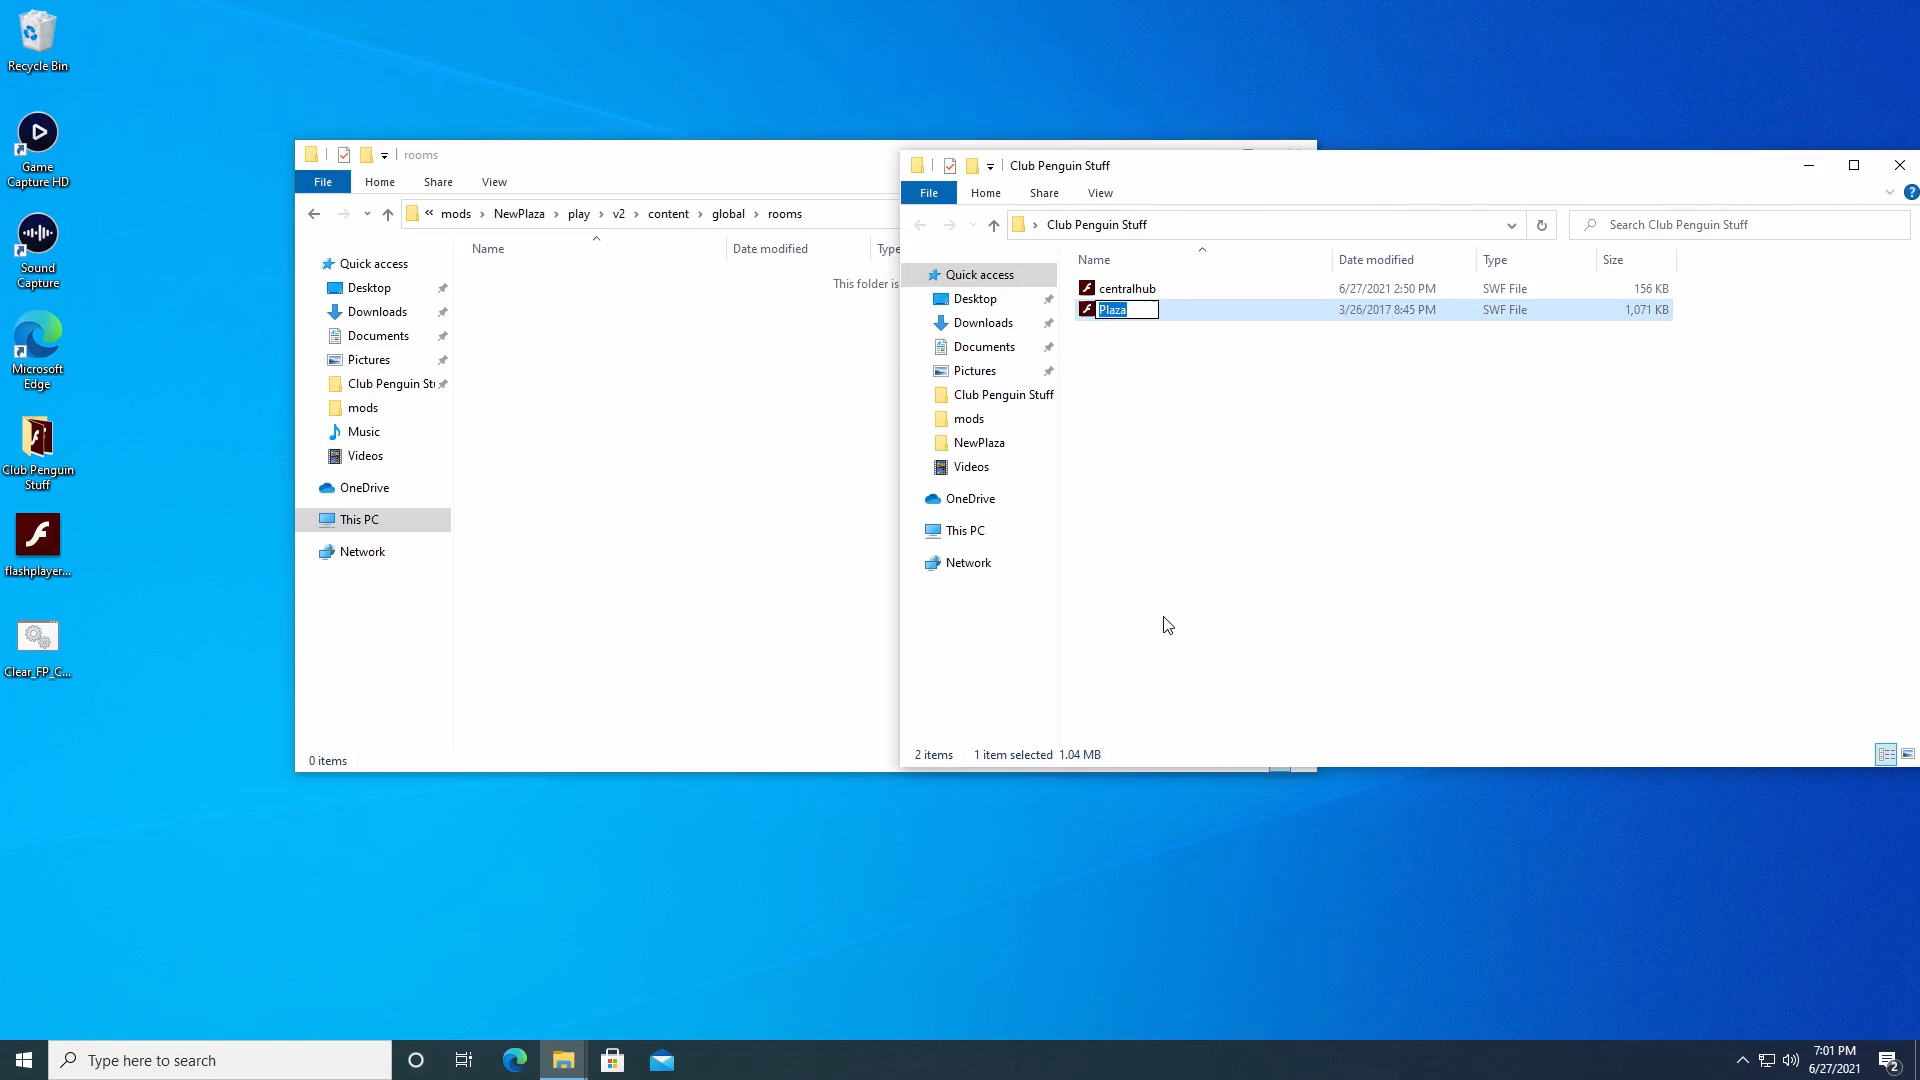 Recycle Bin
Game
Capture HD
Sound
Capture
Microsoft
Edge
Club Penguin
Stuff
flashplayer...
Clear_FP_C...
rooms
File Home Share View
« mods › NewPlaza › play › v2 › content › global › rooms
Name Date modified Type
This folder is
Quick access
Desktop
Downloads
Documents
Pictures
Club Penguin Stu
mods
Music
Videos
OneDrive
This PC
Network
0 items
Club Penguin Stuff
File Home Share View
› Club Penguin Stuff
Search Club Penguin Stuff
Name Date modified Type Size
centralhub 6/27/2021 2:50 PM SWF File 156 KB
Plaza 3/26/2017 8:45 PM SWF File 1,071 KB
Quick access
Desktop
Downloads
Documents
Pictures
Club Penguin Stuff
mods
NewPlaza
Videos
OneDrive
This PC
Network
2 items 1 item selected 1.04 MB
Type here to search
7:01 PM
6/27/2021
2